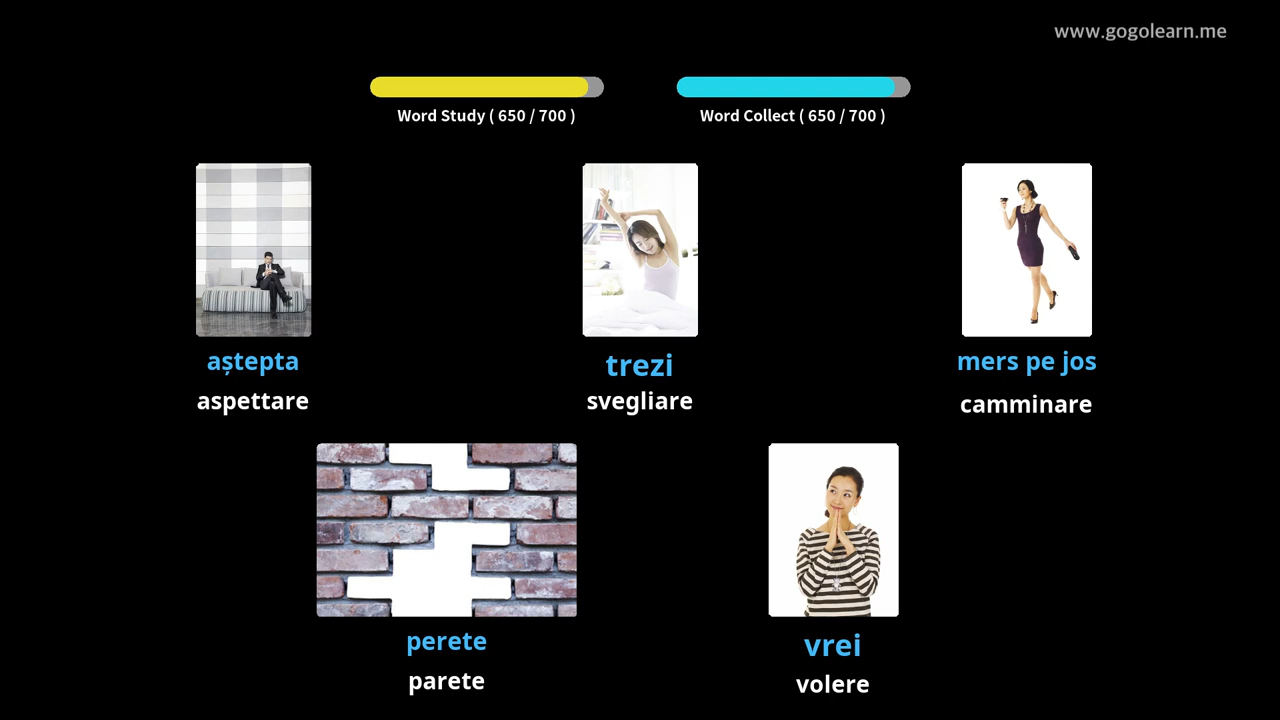 www.gogolearn.me
Word Study ( 650 / 700 )
Word Collect ( 650 / 700 )
aștepta
aspettare
trezi
svegliare
mers pe jos
camminare
perete
parete
vrei
volere